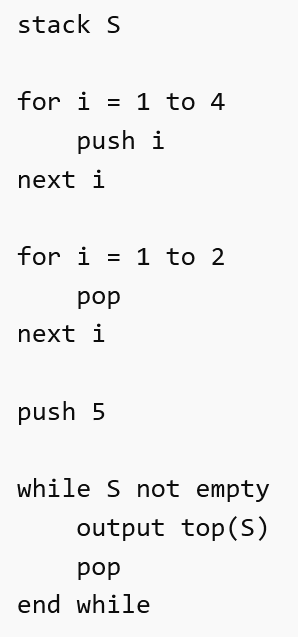 stack S

for i = 1 to 4
    push i
next i

for i = 1 to 2
    pop
next i

push 5

while S not empty
    output top(S)
    pop
end while